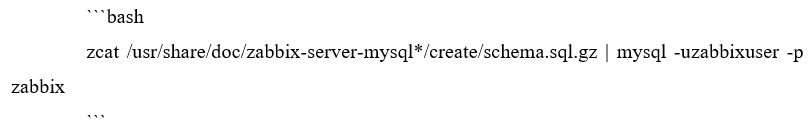 ```bash
zcat /usr/share/doc/zabbix-server-mysql*/create/schema.sql.gz | mysql -uzabbixuser -p
zabbix
```